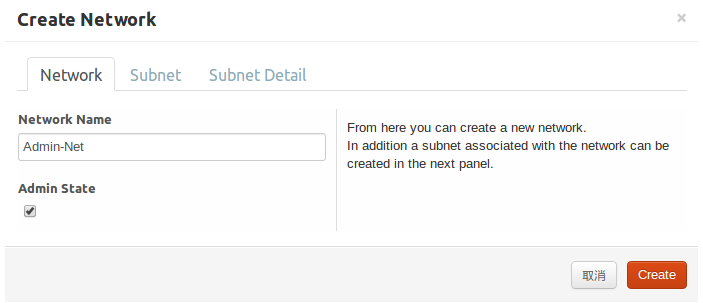 Create Network
×
Network
Subnet
Subnet Detail
Network Name
Admin-Net
Admin State
From here you can create a new network.
In addition a subnet associated with the network can be
created in the next panel.
取消
Create